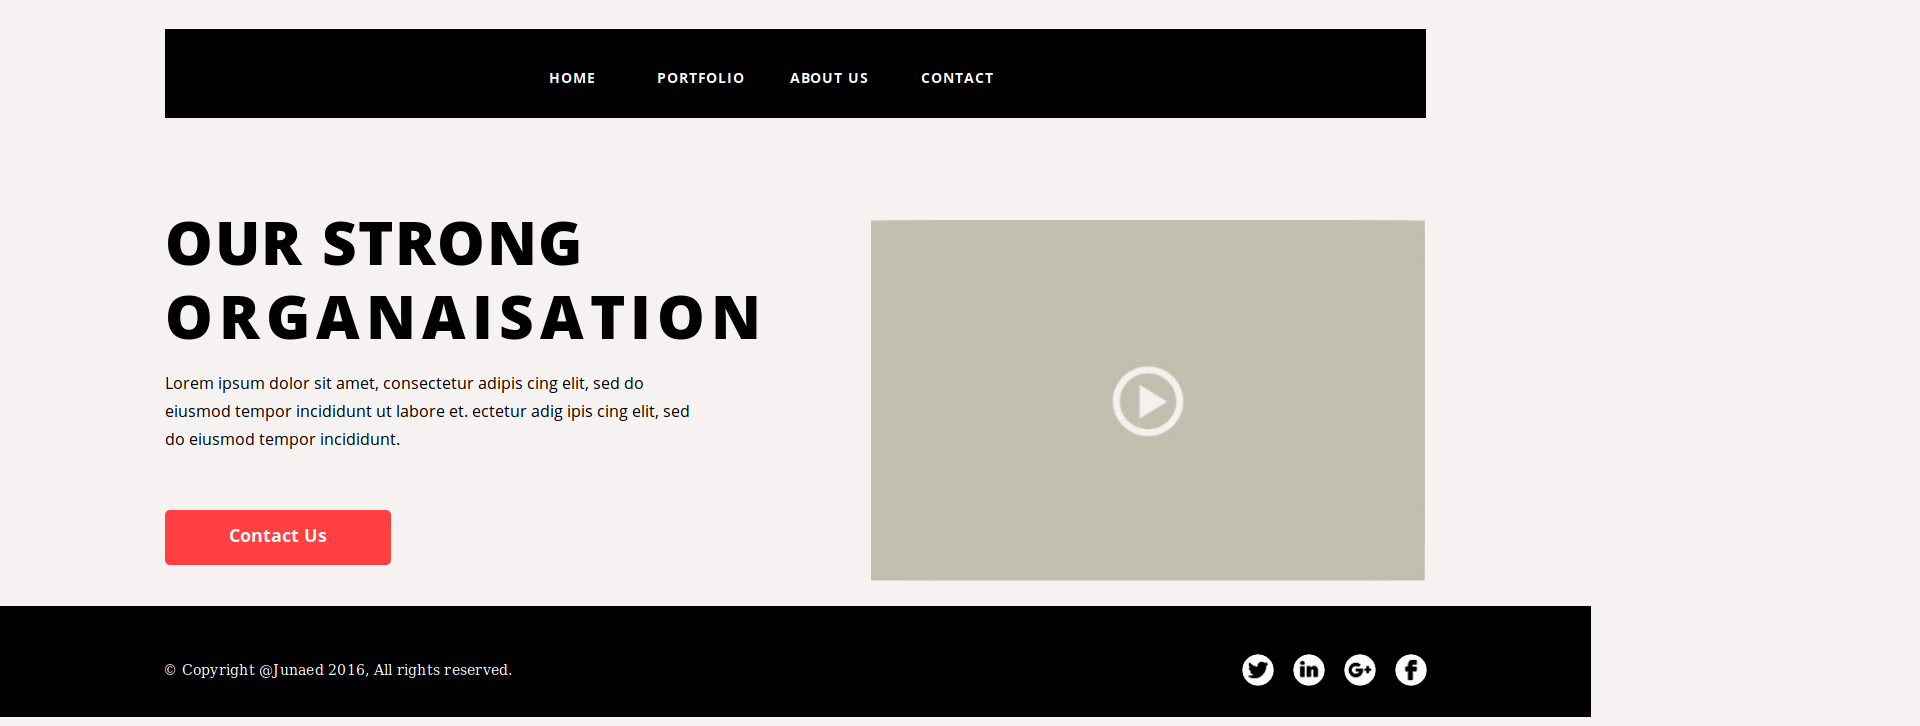 HOME PORTFOLIO ABOUT US CONTACT
OUR STRONG
ORGANAISATION
Lorem ipsum dolor sit amet, consectetur adipis cing elit, sed do
eiusmod tempor incididunt ut labore et. ectetur adig ipis cing elit, sed
do eiusmod tempor incididunt.
Contact Us
© Copyright @Junaed 2016, All rights reserved.